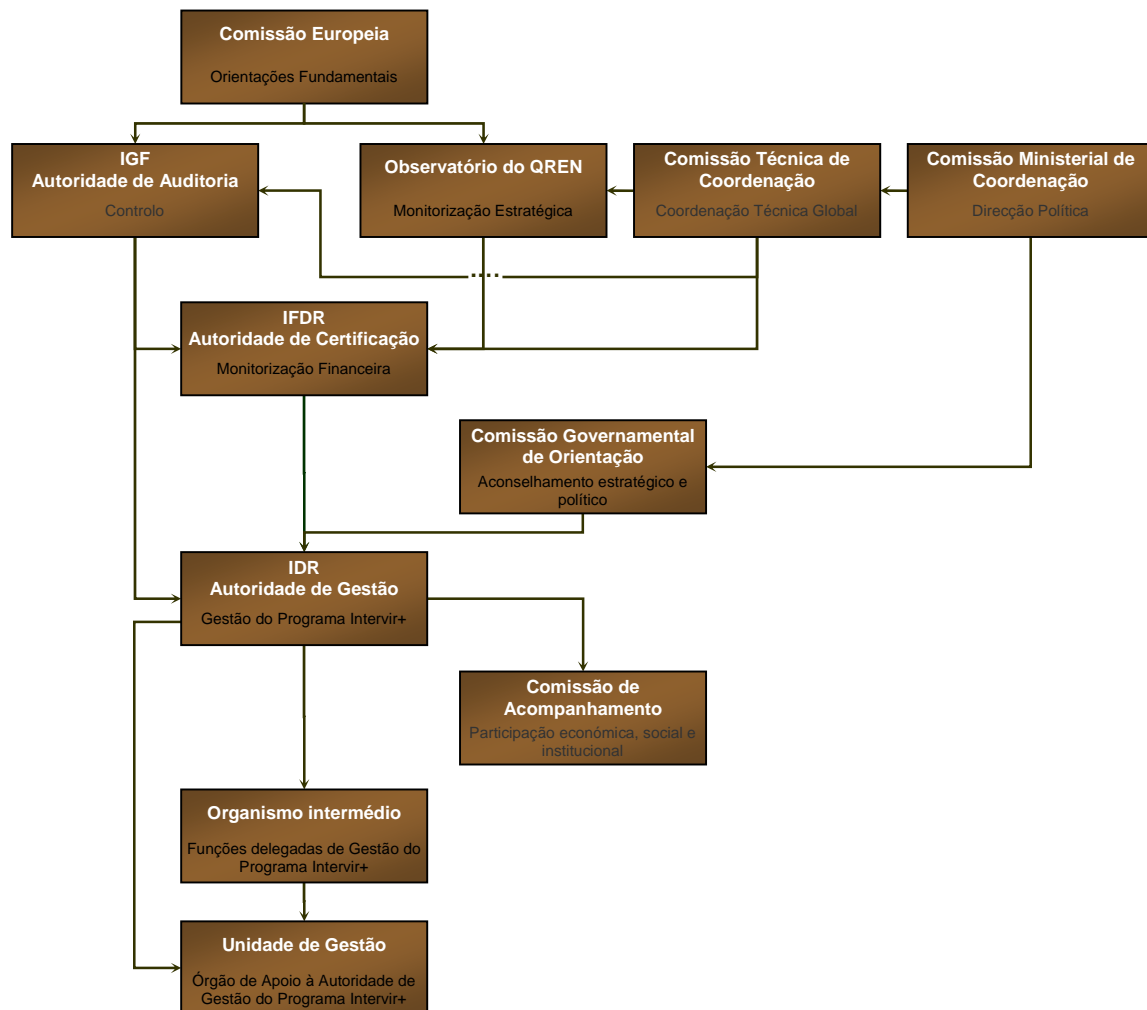 Comissão Europeia
Orientações Fundamentais
IGF
Autoridade de Auditoria
Controlo
Observatório do QREN
Monitorização Estratégica
Comissão Técnica de
Coordenação
Coordenação Técnica Global
Comissão Ministerial de
Coordenação
Direcção Política
IFDR
Autoridade de Certificação
Monitorização Financeira
Comissão Governamental
de Orientação
Aconselhamento estratégico e
político
IDR
Autoridade de Gestão
Gestão do Programa Intervir+
Comissão de
Acompanhamento
Participação económica, social e
institucional
Organismo intermédio
Funções delegadas de Gestão do
Programa Intervir+
Unidade de Gestão
Órgão de Apoio à Autoridade de
Gestão do Programa Intervir+